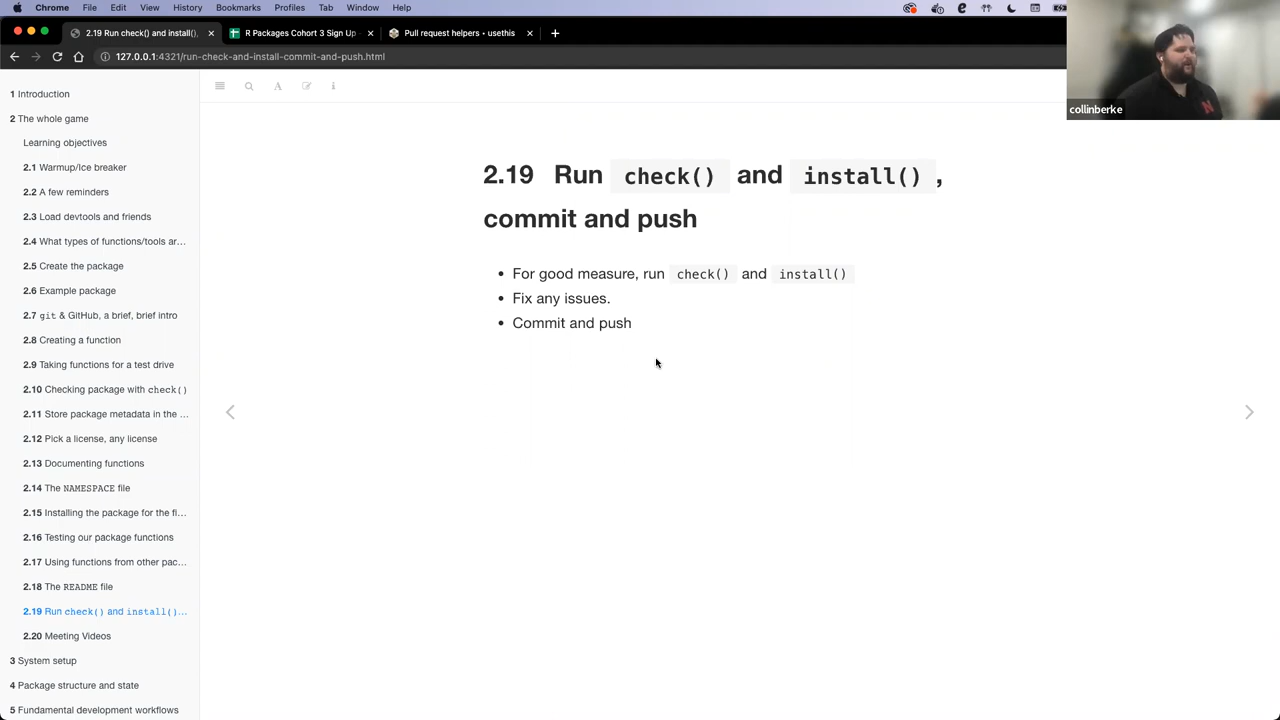 Chrome File Edit View History Bookmarks Profiles Tab Window Help
2.19 Run check() and install(),
R Packages Cohort 3 Sign Up -
Pull request helpers • usethis
127.0.0.1:4321/run-check-and-install-commit-and-push.html
collinberke
1 Introduction
2 The whole game
Learning objectives
2.1 Warmup/Ice breaker
2.2 A few reminders
2.3 Load devtools and friends
2.4 What types of functions/tools ar...
2.5 Create the package
2.6 Example package
2.7 git & GitHub, a brief, brief intro
2.8 Creating a function
2.9 Taking functions for a test drive
2.10 Checking package with check()
2.11 Store package metadata in the ...
2.12 Pick a license, any license
2.13 Documenting functions
2.14 The NAMESPACE file
2.15 Installing the package for the fi...
2.16 Testing our package functions
2.17 Using functions from other pac...
2.18 The README file
2.19 Run check() and install()...
2.20 Meeting Videos
3 System setup
4 Package structure and state
5 Fundamental development workflows
2.19 Run check() and install(),
commit and push
• For good measure, run check() and install()
• Fix any issues.
• Commit and push